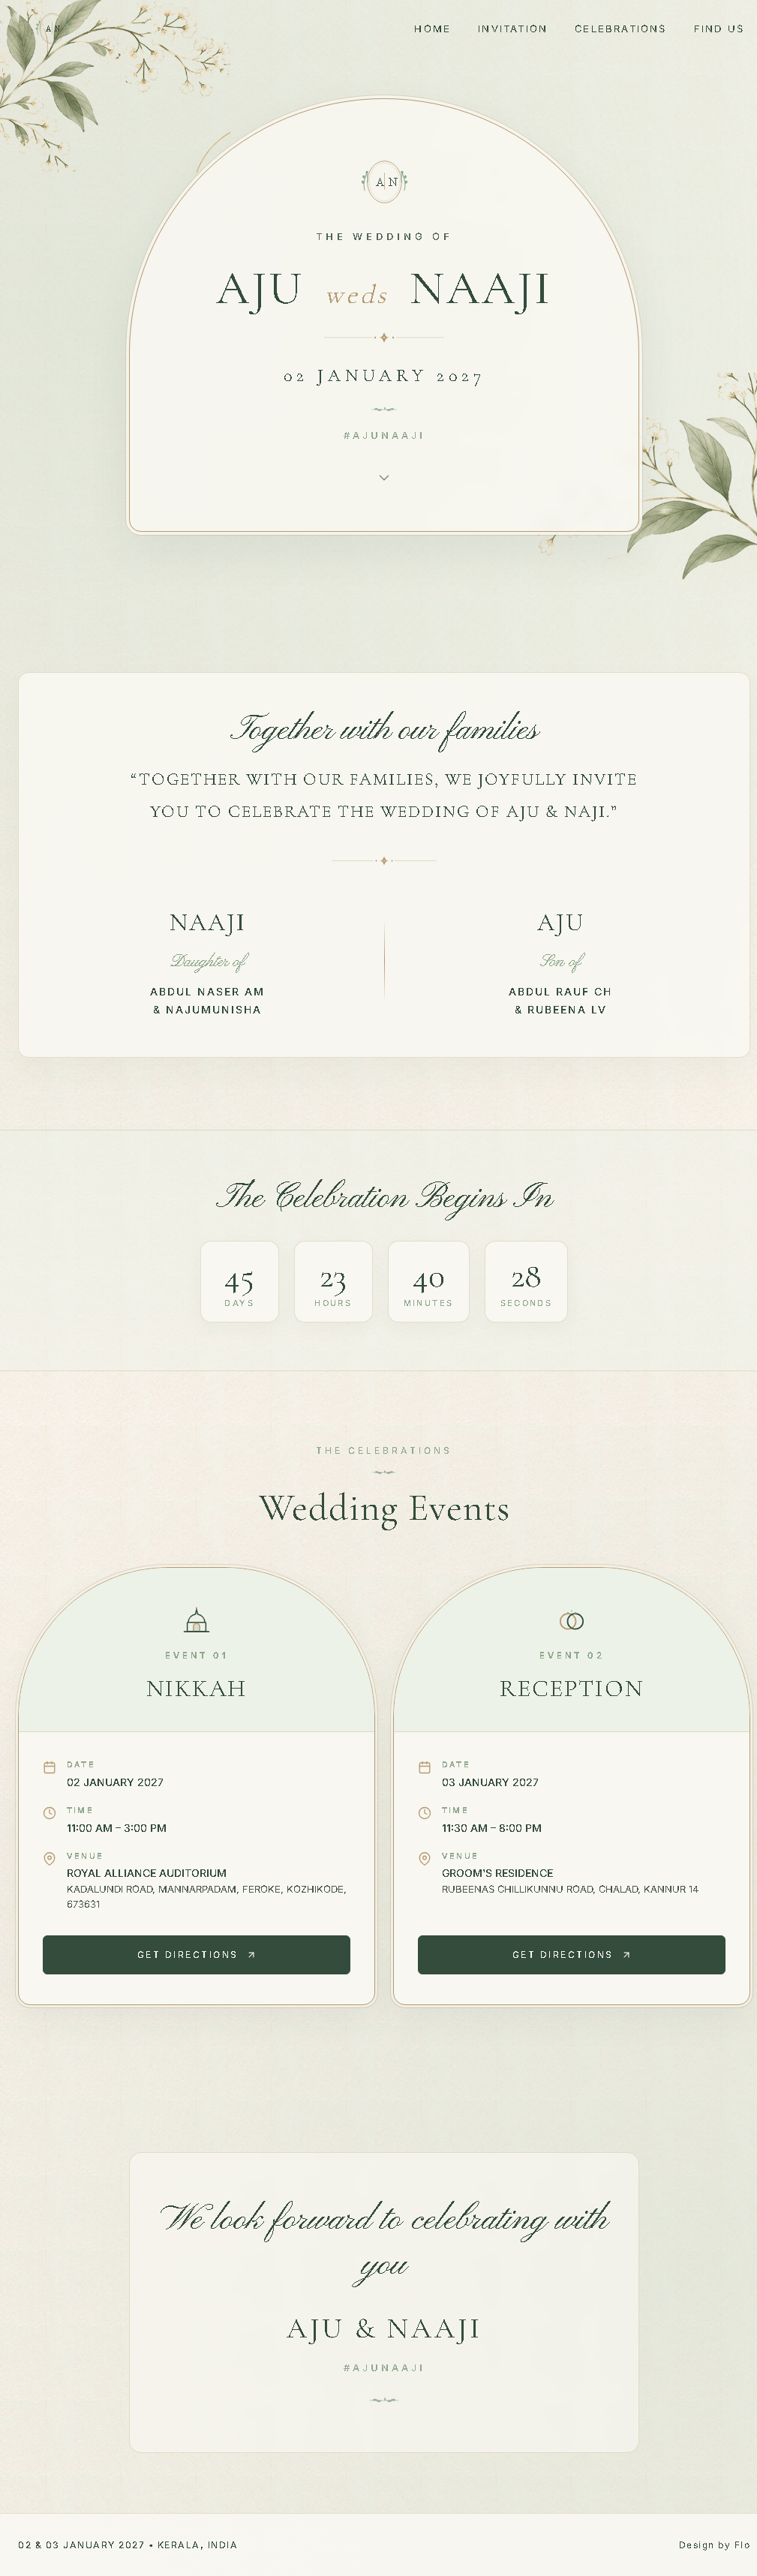 AN
HOME INVITATION CELEBRATIONS FIND US
A N
THE WEDDING OF
AJU weds NAAJI
02 JANUARY 2027
#AJUNAAJI
Together with our families
“TOGETHER WITH OUR FAMILIES, WE JOYFULLY INVITE
YOU TO CELEBRATE THE WEDDING OF AJU & NAJI.”
NAAJI
Daughter of
ABDUL NASER AM
& NAJUMUNISHA
AJU
Son of
ABDUL RAUF CH
& RUBEENA LV
The Celebration Begins In
45 23 40 28
DAYS HOURS MINUTES SECONDS
THE CELEBRATIONS
Wedding Events
EVENT 01
NIKKAH
DATE
02 JANUARY 2027
TIME
11:00 AM – 3:00 PM
VENUE
ROYAL ALLIANCE AUDITORIUM
KADALUNDI ROAD, MANNARPADAM, FEROKE, KOZHIKODE,
673631
GET DIRECTIONS
EVENT 02
RECEPTION
DATE
03 JANUARY 2027
TIME
11:30 AM – 8:00 PM
VENUE
GROOM'S RESIDENCE
RUBEENAS CHILLIKUNNU ROAD, CHALAD, KANNUR 14
GET DIRECTIONS
We look forward to celebrating with
you
AJU & NAAJI
#AJUNAAJI
02 & 03 JANUARY 2027 • KERALA, INDIA
Design by Flo